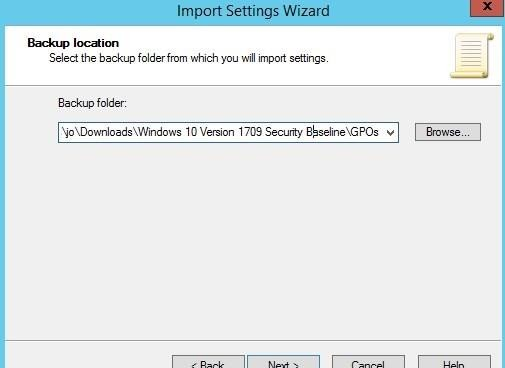 Import Settings Wizard
x
Backup location
Select the backup folder from which you will import settings.
Backup folder:
\jo\Downloads\Windows 10 Version 1709 Security Baseline\GPOs
Browse...
< Back
Next >
Cancel
Help